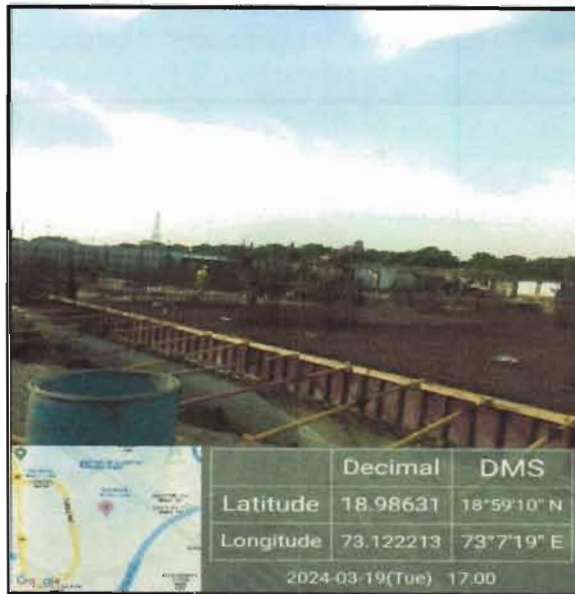 Decimal DMS
Latitude 18.98631 18°59'10" N
Longitude 73.122213 73°7'19" E
2024-03-19(Tue) 17:00
Google